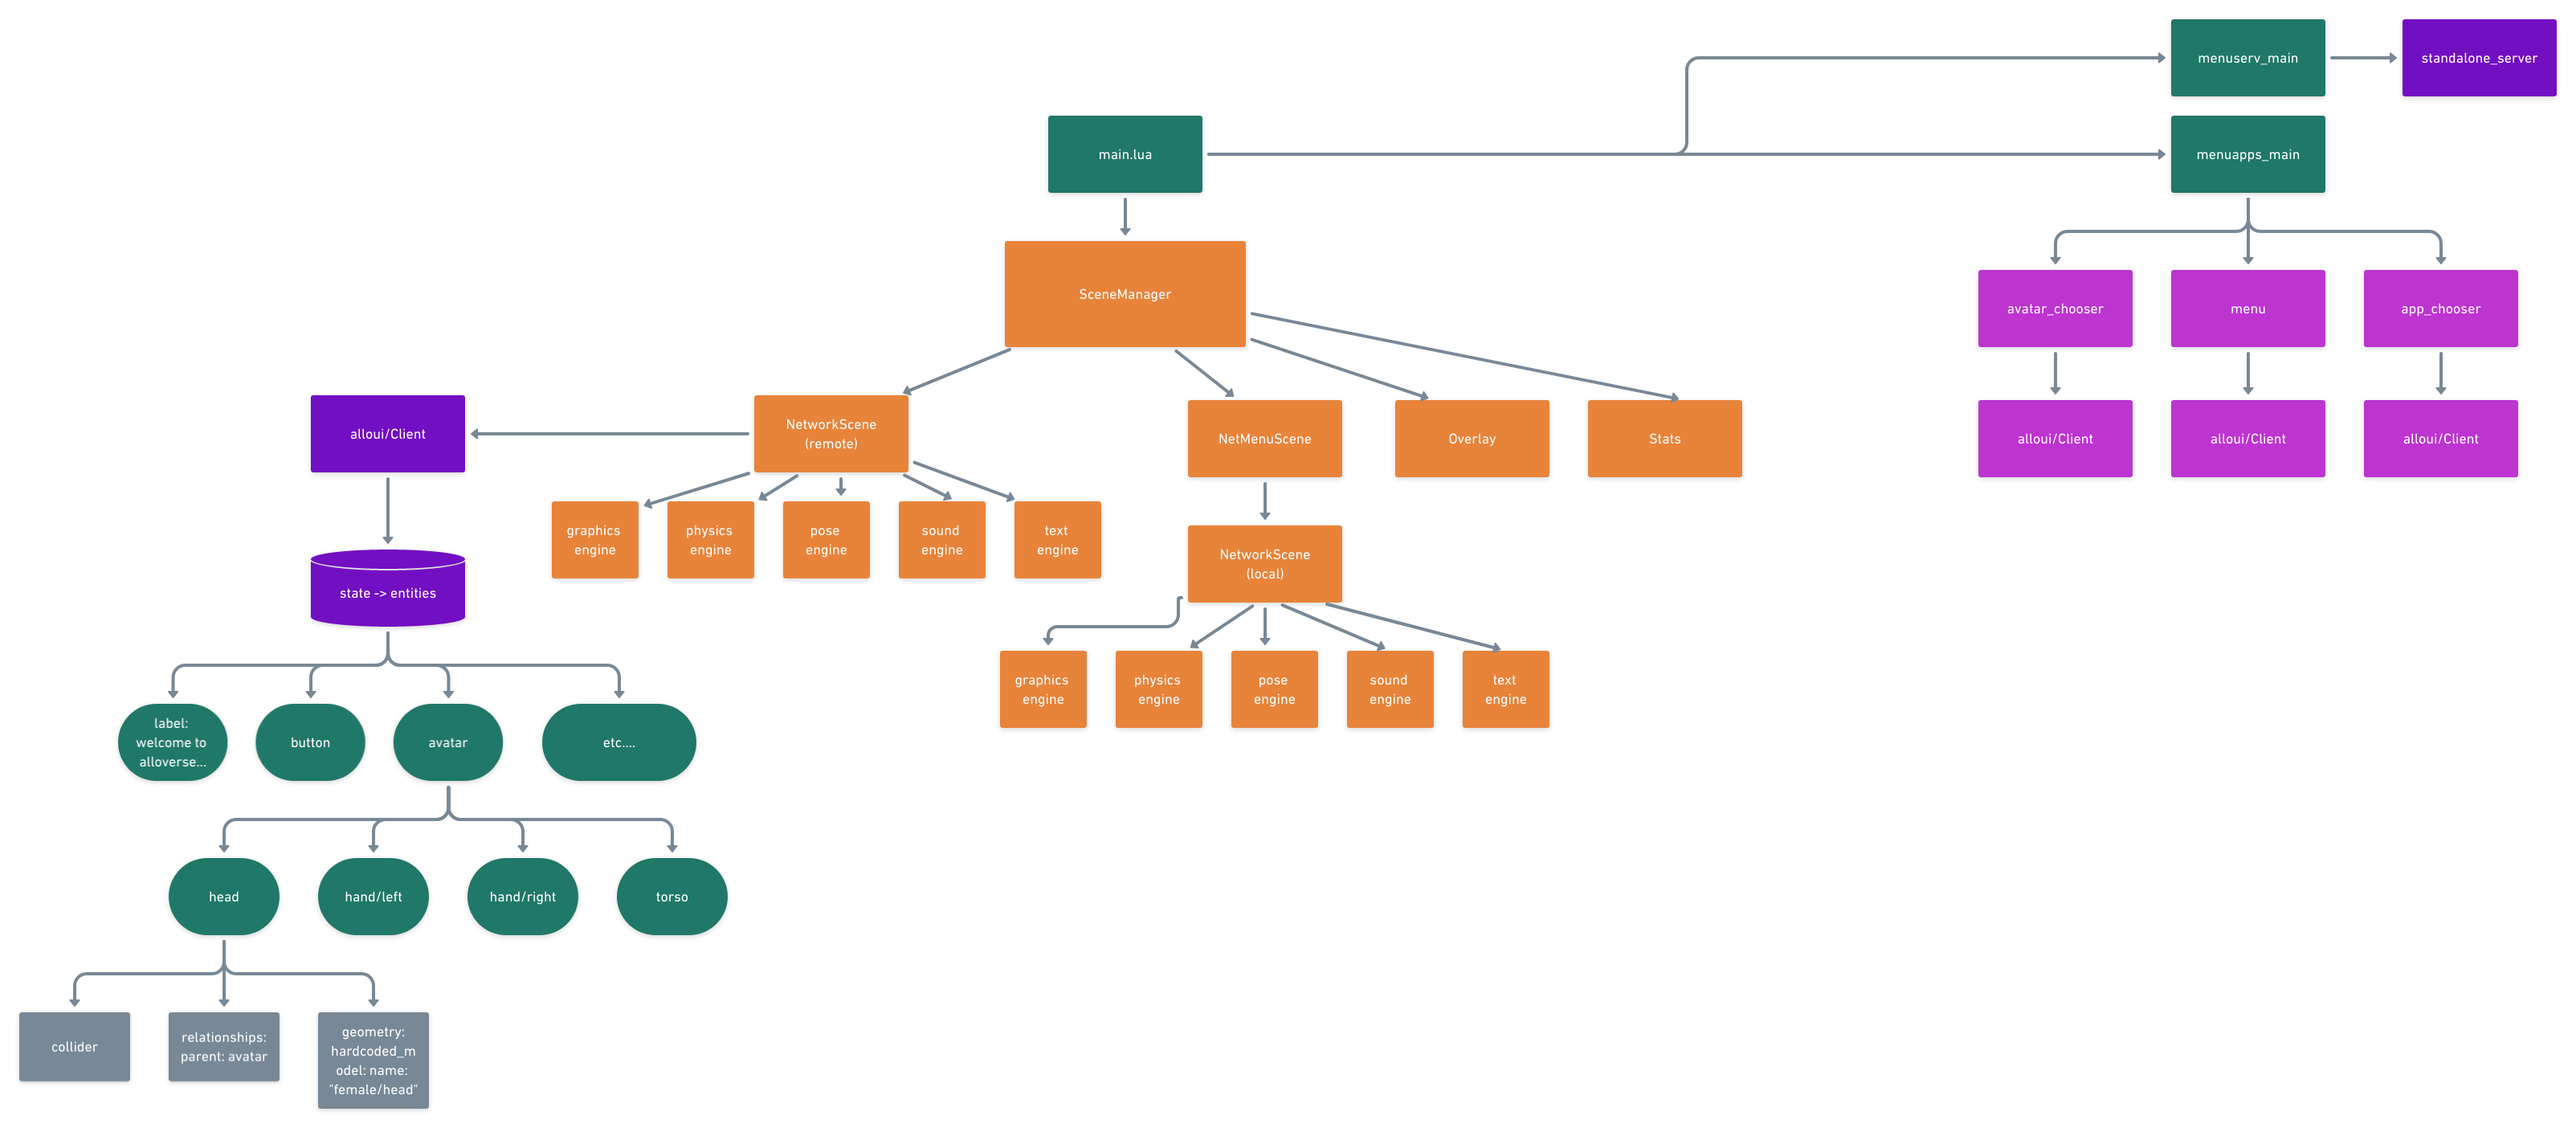 menuserv_main
standalone_server
main.lua
menuapps_main
SceneManager
avatar_chooser
menu
app_chooser
alloui/Client
NetworkScene
(remote)
NetMenuScene
Overlay
Stats
alloui/Client
alloui/Client
alloui/Client
graphics
engine
physics
engine
pose
engine
sound
engine
text
engine
state -> entities
NetworkScene
(local)
graphics
engine
physics
engine
pose
engine
sound
engine
text
engine
label:
welcome to
alloverse...
button
avatar
etc....
head
hand/left
hand/right
torso
collider
relationships:
parent: avatar
geometry:
hardcoded_m
odel: name:
"female/head"